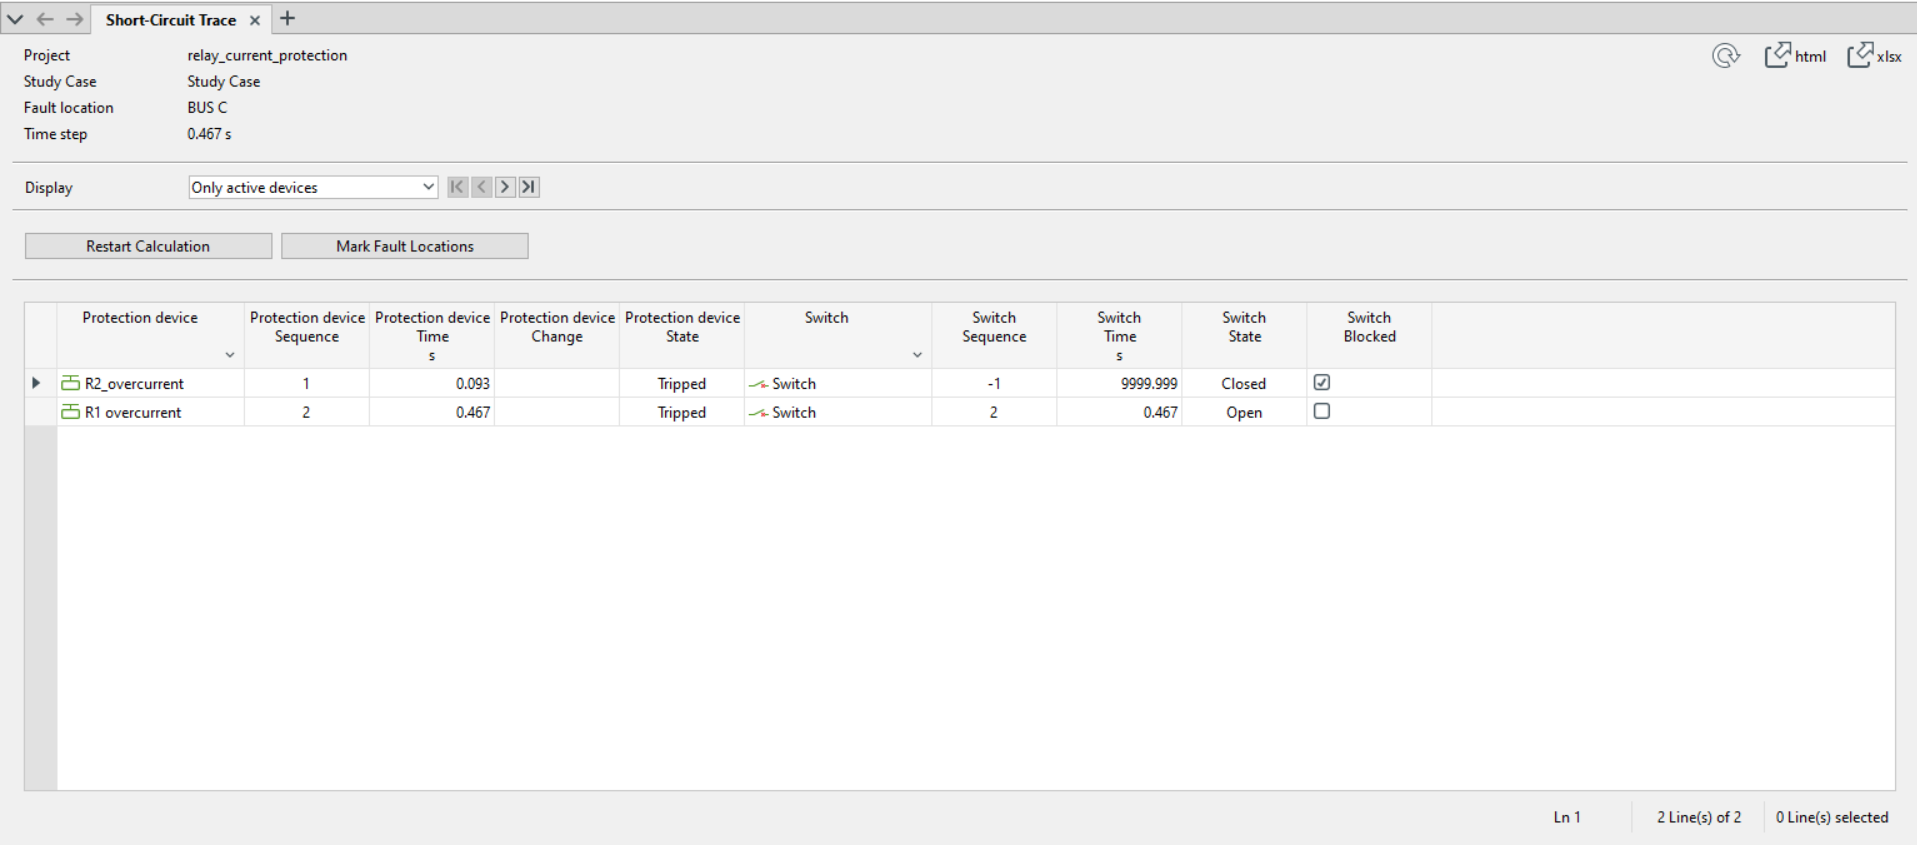 Short-Circuit Trace
Project relay_current_protection
Study Case Study Case
Fault location BUS C
Time step 0.467 s
html xlsx
Display Only active devices
Restart Calculation Mark Fault Locations
Protection device Protection device Protection device Protection device Protection device Switch Switch Switch Switch Switch
Sequence Time Change State Sequence Time State Blocked
s s
R2_overcurrent 1 0.093 Tripped Switch -1 9999.999 Closed
R1 overcurrent 2 0.467 Tripped Switch 2 0.467 Open
Ln 1 2 Line(s) of 2 0 Line(s) selected